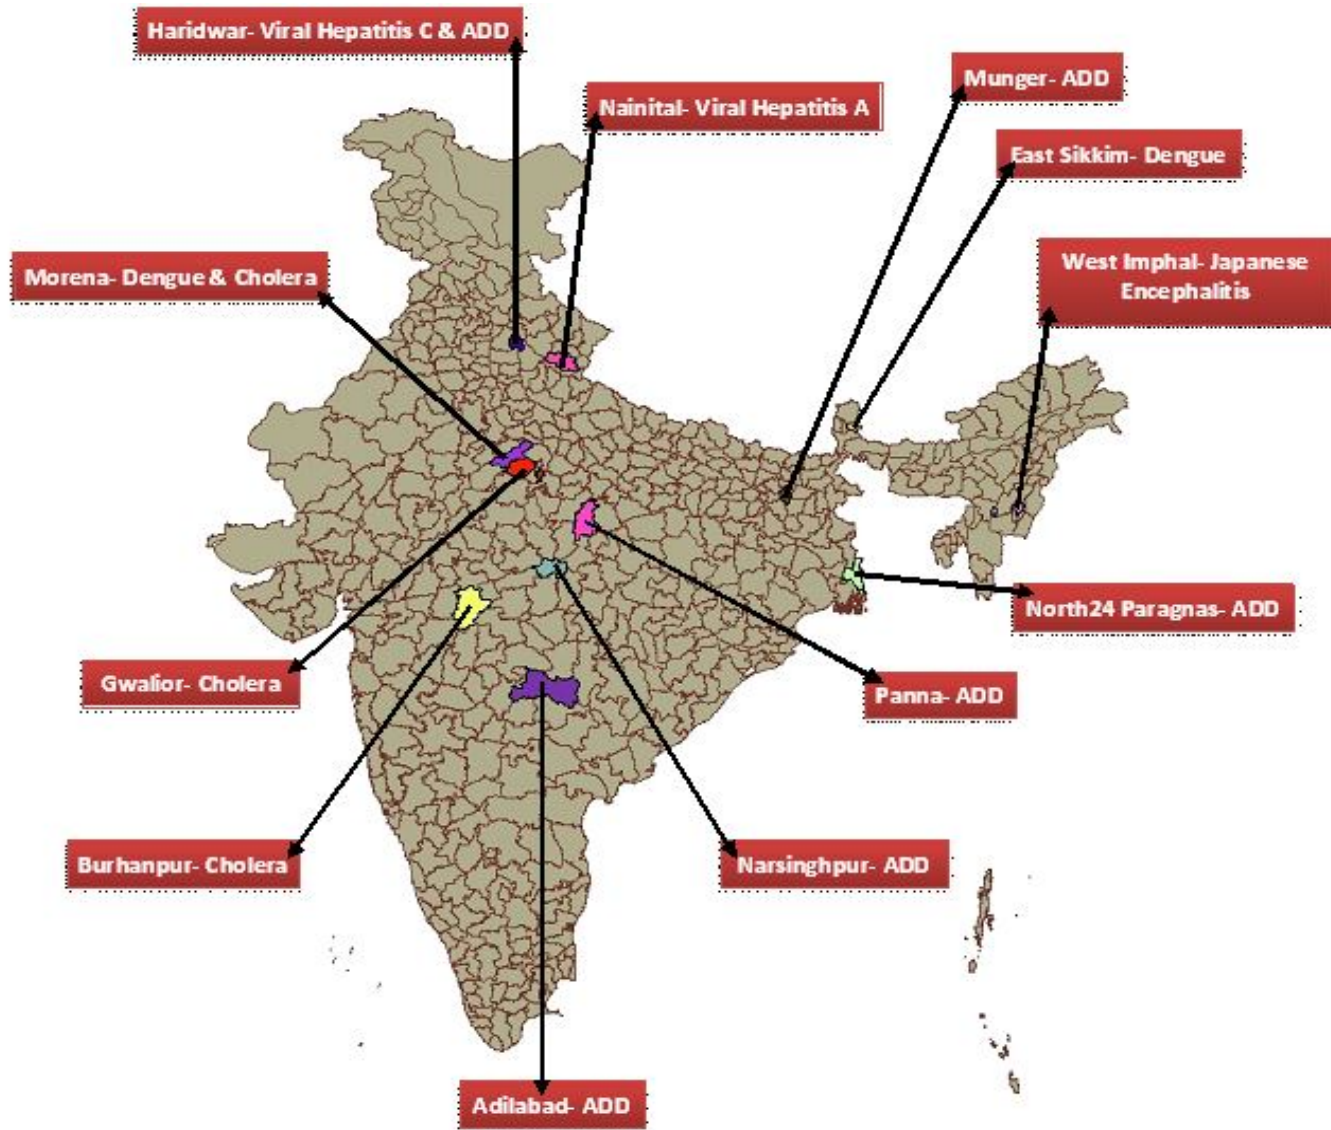 Haridwar- Viral Hepatitis C & ADD
Nainital- Viral Hepatitis A
Munger- ADD
East Sikkim- Dengue
West Imphal- Japanese
Encephalitis
Morena- Dengue & Cholera
North24 Paragnas- ADD
Gwalior- Cholera
Panna- ADD
Burhanpur- Cholera
Narsinghpur- ADD
Adilabad- ADD